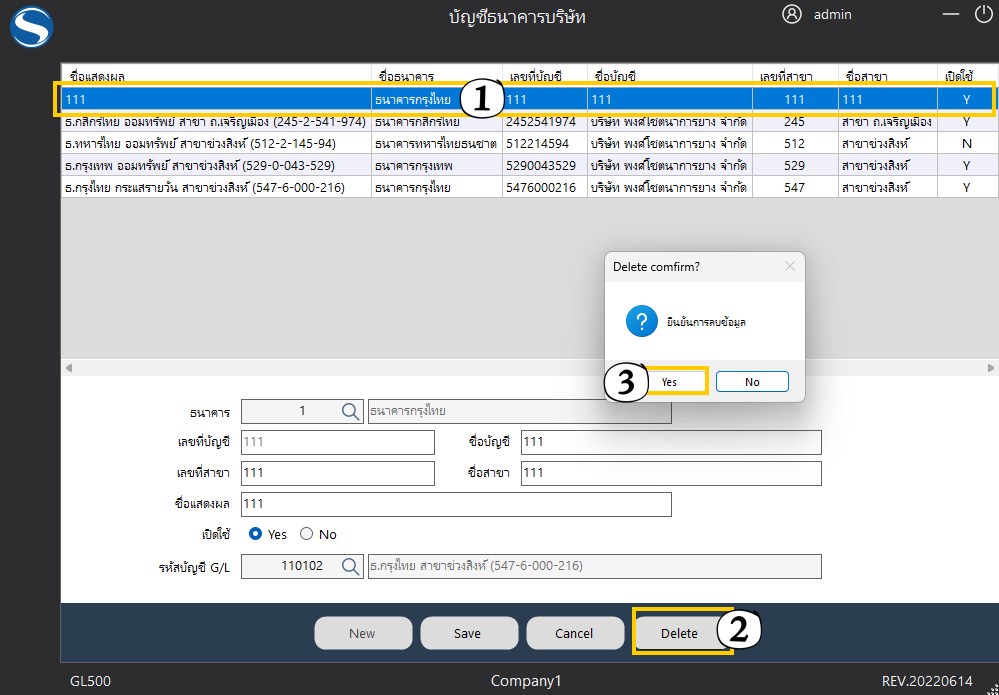 บัญชีธนาคารบริษัท
admin
ชื่อแสดงผล ชื่อธนาคาร เลขที่บัญชี ชื่อบัญชี เลขที่สาขา ชื่อสาขา เปิดใช้
111 ธนาคารกรุงไทย 1 111 111 111 111 Y
ธ.กสิกรไทย ออมทรัพย์ สาขา ถ.เจริญเมือง (245-2-541-974) ธนาคารกสิกรไทย 2452541974 บริษัท พงศ์โชตนาการยาง จำกัด 245 สาขา ถ.เจริญเมือง Y
ธ.ทหารไทย ออมทรัพย์ สาขาช่วงสิงห์ (512-2-145-94) ธนาคารทหารไทยธนชาต 512214594 บริษัท พงศ์โชตนาการยาง จำกัด 512 สาขาช่วงสิงห์ N
ธ.กรุงเทพ ออมทรัพย์ สาขาช่วงสิงห์ (529-0-043-529) ธนาคารกรุงเทพ 5290043529 บริษัท พงศ์โชตนาการยาง จำกัด 529 สาขาช่วงสิงห์ Y
ธ.กรุงไทย กระแสรายวัน สาขาช่วงสิงห์ (547-6-000-216) ธนาคารกรุงไทย 5476000216 บริษัท พงศ์โชตนาการยาง จำกัด 547 สาขาช่วงสิงห์ Y
Delete comfirm?
? ยืนยันการลบข้อมูล
3 Yes No
ธนาคาร 1 ธนาคารกรุงไทย
เลขที่บัญชี 111 ชื่อบัญชี 111
เลขที่สาขา 111 ชื่อสาขา 111
ชื่อแสดงผล 111
เปิดใช้ Yes No
รหัสบัญชี G/L 110102 ธ.กรุงไทย สาขาช่วงสิงห์ (547-6-000-216)
New Save Cancel Delete 2
GL500 Company1 REV.20220614